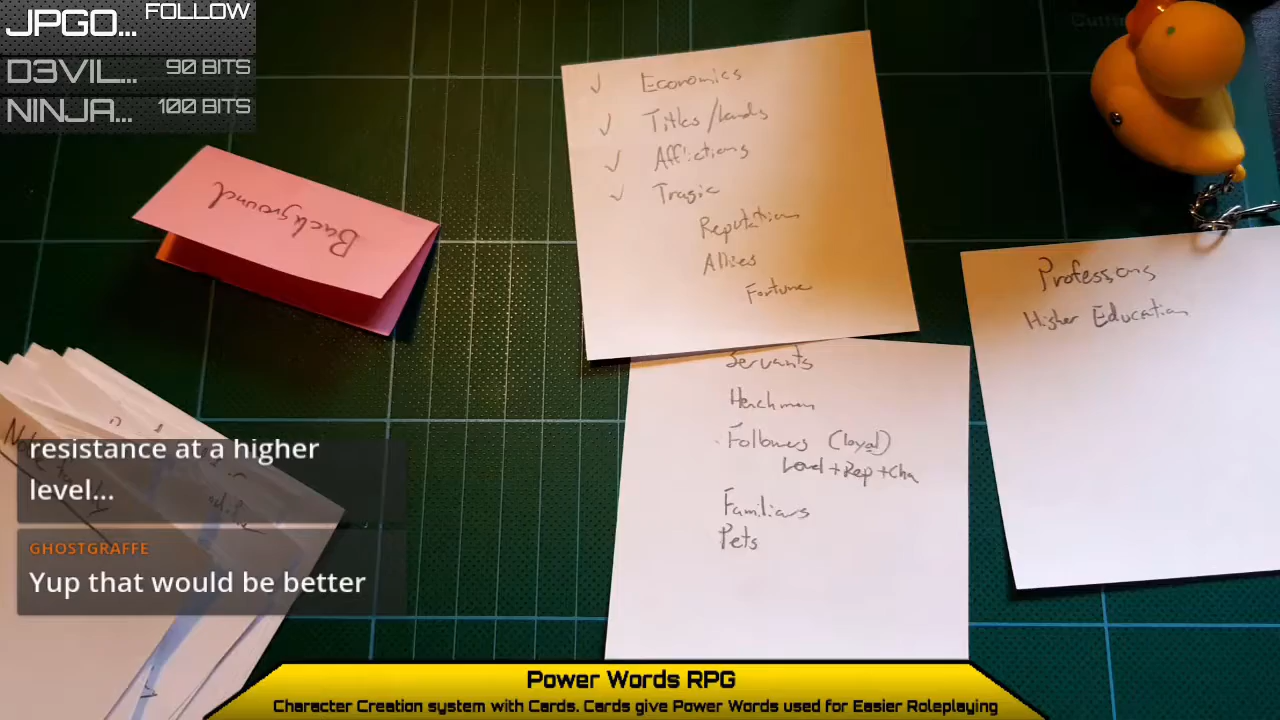 JPGO... FOLLOW
D3VIL... 90 BITS
NINJA... 100 BITS
Background
✓ Economics
✓ Titles/lands
✓ Afflictions
✓ Tragic
Reputation
Allies
Fortune
Servants
Henchmen
Followers (loyal)
Level + Rep + Cha
Familiars
Pets
Professions
Higher Education
resistance at a higher
level...
GHOSTGRAFFE
Yup that would be better
Power Words RPG
Character Creation system with Cards. Cards give Power Words used for Easier Roleplaying